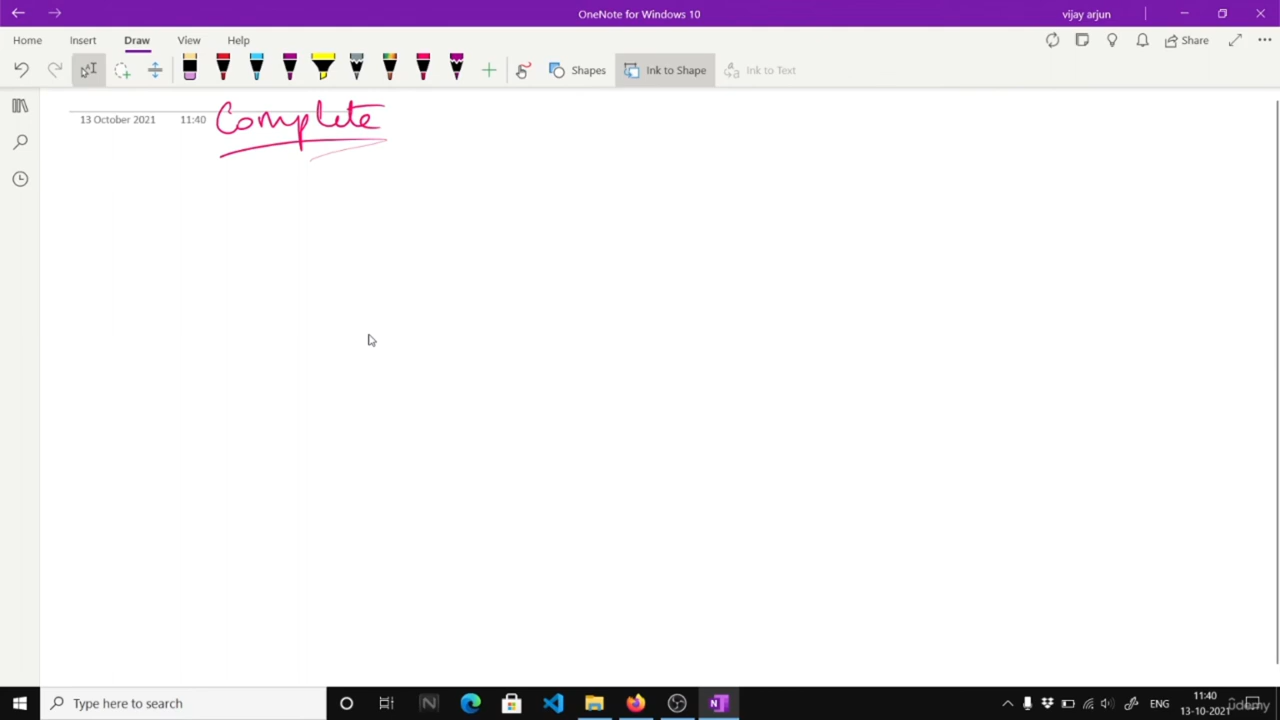 OneNote for Windows 10
vijay arjun
Home Insert Draw View Help
Share
Shapes Ink to Shape Ink to Text
13 October 2021 11:40 Complete
Type here to search
ENG
11:40
13-10-2021
ûdemy